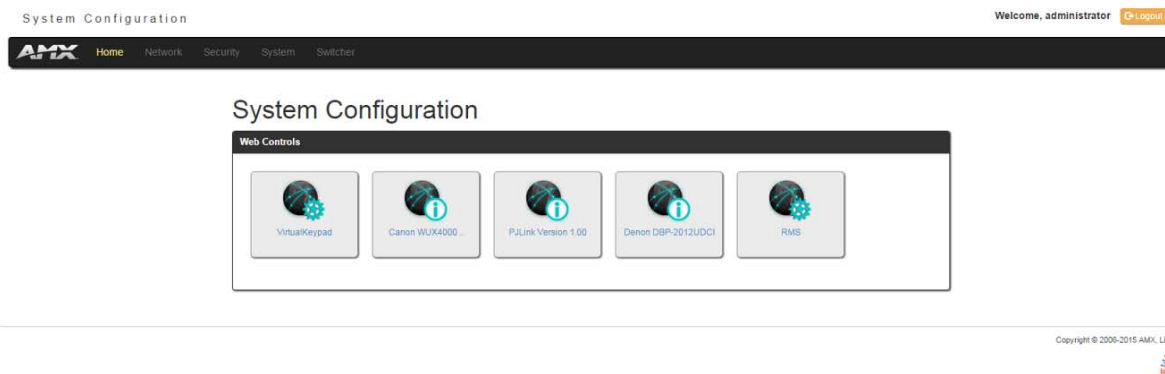 System Configuration
Welcome, administrator Logout
AMX Home Network Security System Switcher
System Configuration
Web Controls
VirtualKeypad Canon WUX4000 .. PJLink Version 1.00 Denon DBP-2012UDCI RMS
Copyright © 2006-2015 AMX,